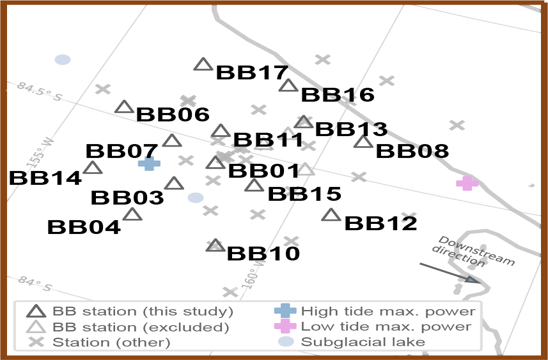 BB17
BB16
84.5° S
BB06
BB13
BB11
BB07
BB08
155° W
BB14
BB01
BB03
BB15
BB04
BB12
BB10
Downstream
direction
84° S
160° W
BB station (this study)
High tide max. power
BB station (excluded)
Low tide max. power
Station (other)
Subglacial lake